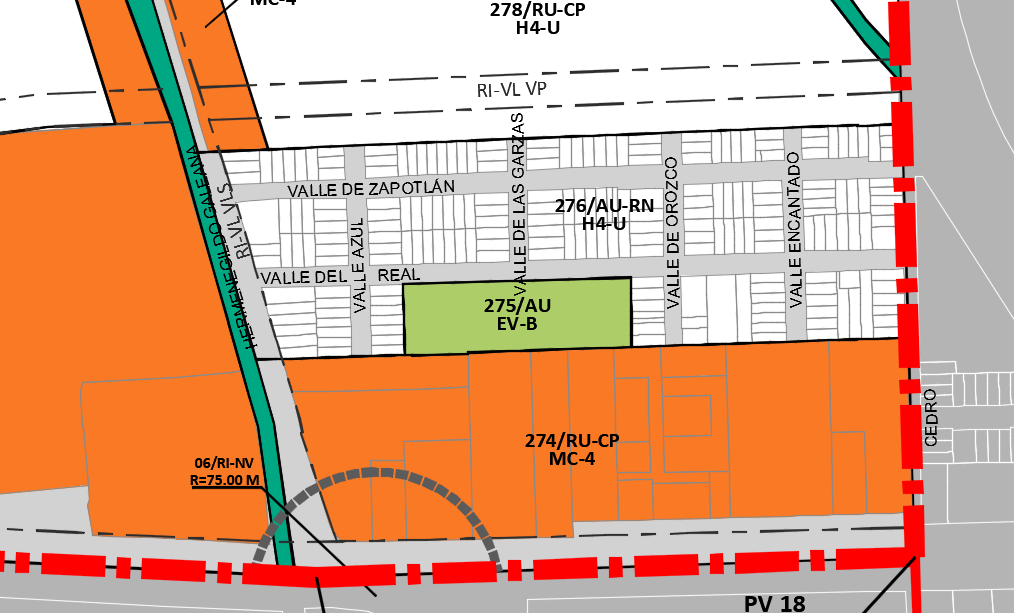 MC-4
278/RU-CP
H4-U
RI-VL VP
HERMENEGILDO GALEANA
RI-VL VLS
VALLE DE ZAPOTLÁN
VALLE AZUL
VALLE DE LAS GARZAS
276/AU-RN
H4-U
VALLE DE OROZCO
VALLE ENCANTADO
VALLE DEL REAL
275/AU
EV-B
274/RU-CP
MC-4
CEDRO
06/RI-NV
R=75.00 M
PV 18